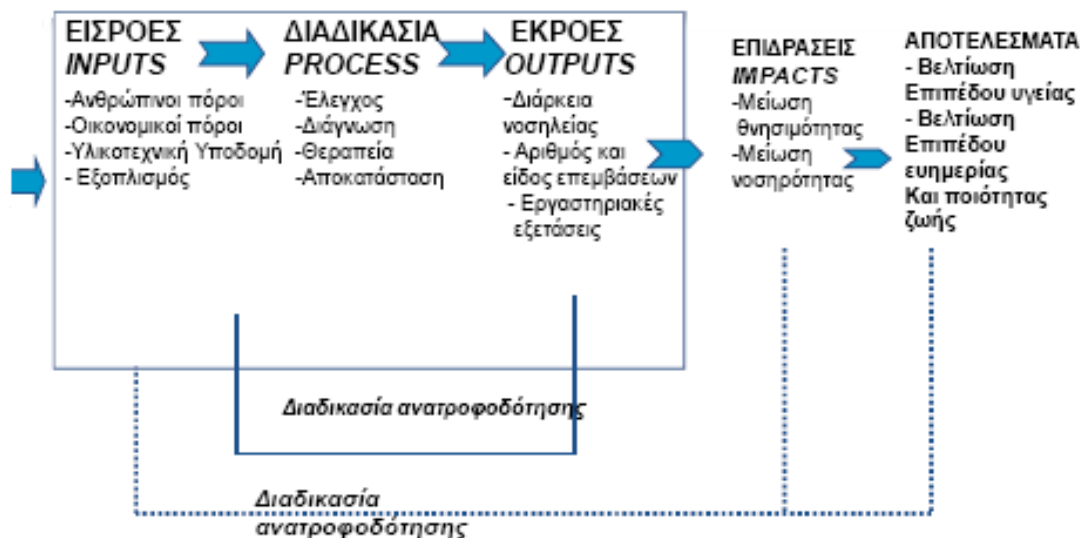 ΕΙΣΡΟΕΣ
INPUTS
-Ανθρώπινοι πόροι
-Οικονομικοί πόροι
-Υλικοτεχνική Υποδομή
- Εξοπλισμός
ΔΙΑΔΙΚΑΣΙΑ
PROCESS
-Έλεγχος
-Διάγνωση
-Θεραπεία
-Αποκατάσταση
ΕΚΡΟΕΣ
OUTPUTS
-Διάρκεια
νοσηλείας
- Αριθμός και
είδος επεμβάσεων
- Εργαστηριακές
εξετάσεις
ΕΠΙΔΡΑΣΕΙΣ
IMPACTS
-Μείωση
θνησιμότητας
-Μείωση
νοσηρότητας
ΑΠΟΤΕΛΕΣΜΑΤΑ
- Βελτίωση
Επιπέδου υγείας
- Βελτίωση
Επιπέδου
ευημερίας
Και ποιότητας
ζωής
Διαδικασία ανατροφοδότησης
Διαδικασία
ανατροφοδότησης